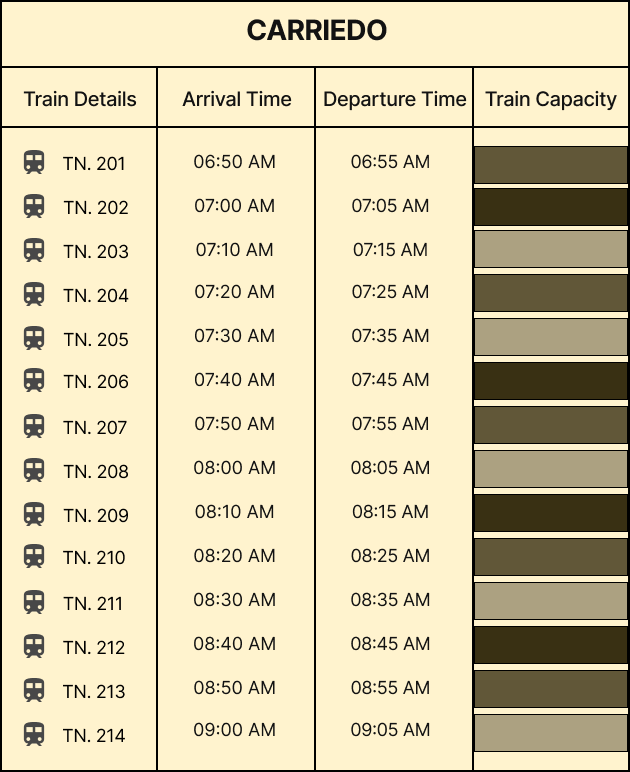 CARRIEDO
Train Details Arrival Time Departure Time Train Capacity
TN. 201 06:50 AM 06:55 AM
TN. 202 07:00 AM 07:05 AM
TN. 203 07:10 AM 07:15 AM
TN. 204 07:20 AM 07:25 AM
TN. 205 07:30 AM 07:35 AM
TN. 206 07:40 AM 07:45 AM
TN. 207 07:50 AM 07:55 AM
TN. 208 08:00 AM 08:05 AM
TN. 209 08:10 AM 08:15 AM
TN. 210 08:20 AM 08:25 AM
TN. 211 08:30 AM 08:35 AM
TN. 212 08:40 AM 08:45 AM
TN. 213 08:50 AM 08:55 AM
TN. 214 09:00 AM 09:05 AM